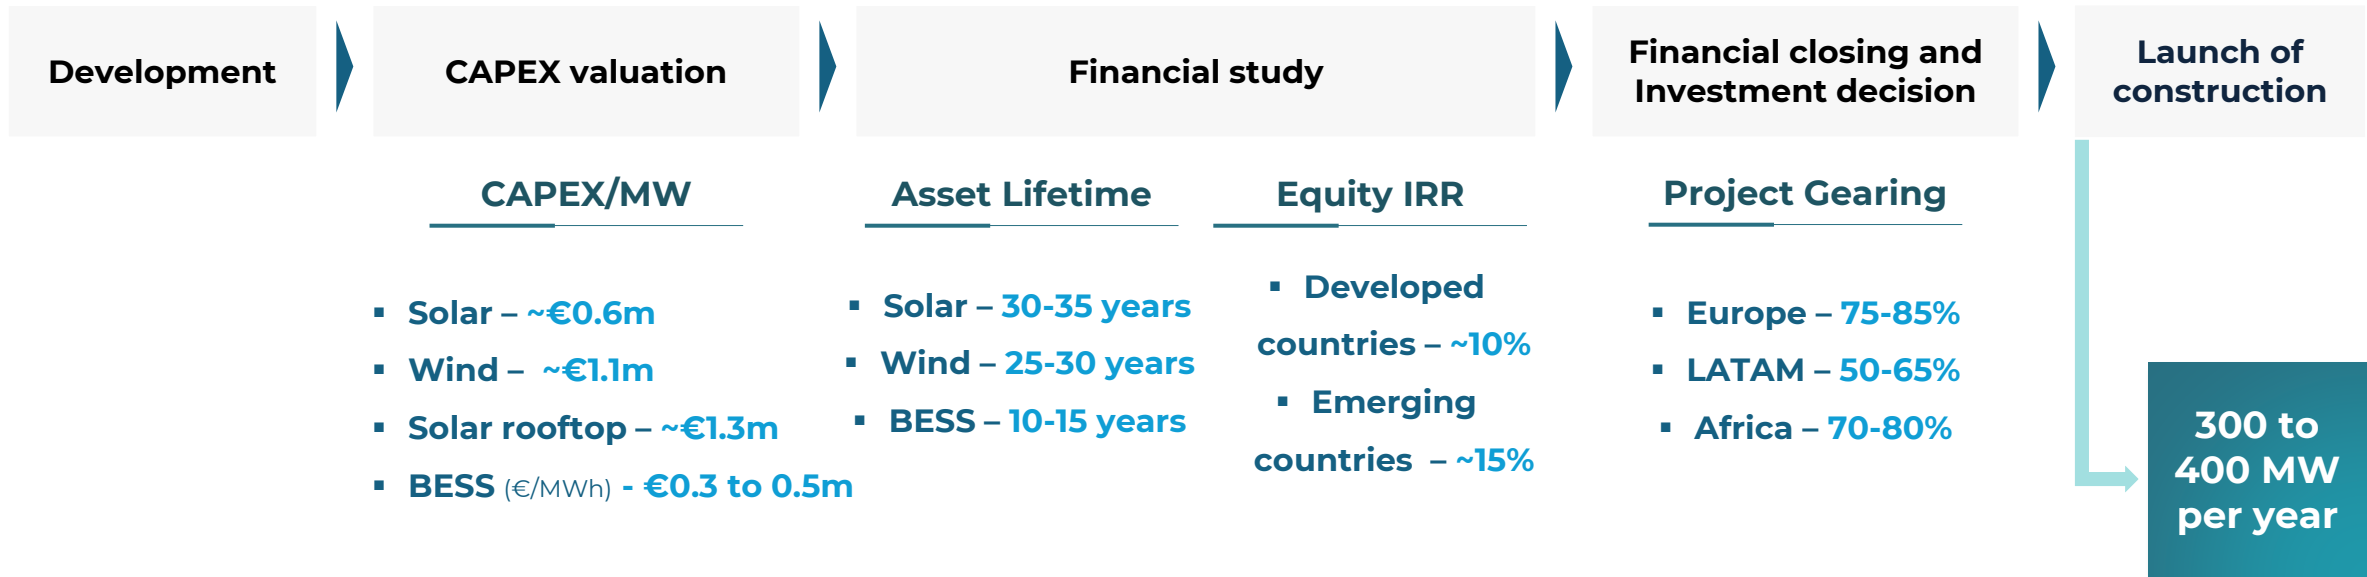 Development
CAPEX valuation
Financial study
Financial closing and
Investment decision
Launch of
construction
CAPEX/MW
▪ Solar – ~€0.6m
▪ Wind – ~€1.1m
▪ Solar rooftop – ~€1.3m
▪ BESS (€/MWh) - €0.3 to 0.5m
Asset Lifetime
▪ Solar – 30-35 years
▪ Wind – 25-30 years
▪ BESS – 10-15 years
Equity IRR
▪ Developed
countries – ~10%
▪ Emerging
countries – ~15%
Project Gearing
▪ Europe – 75-85%
▪ LATAM – 50-65%
▪ Africa – 70-80%
300 to
400 MW
per year